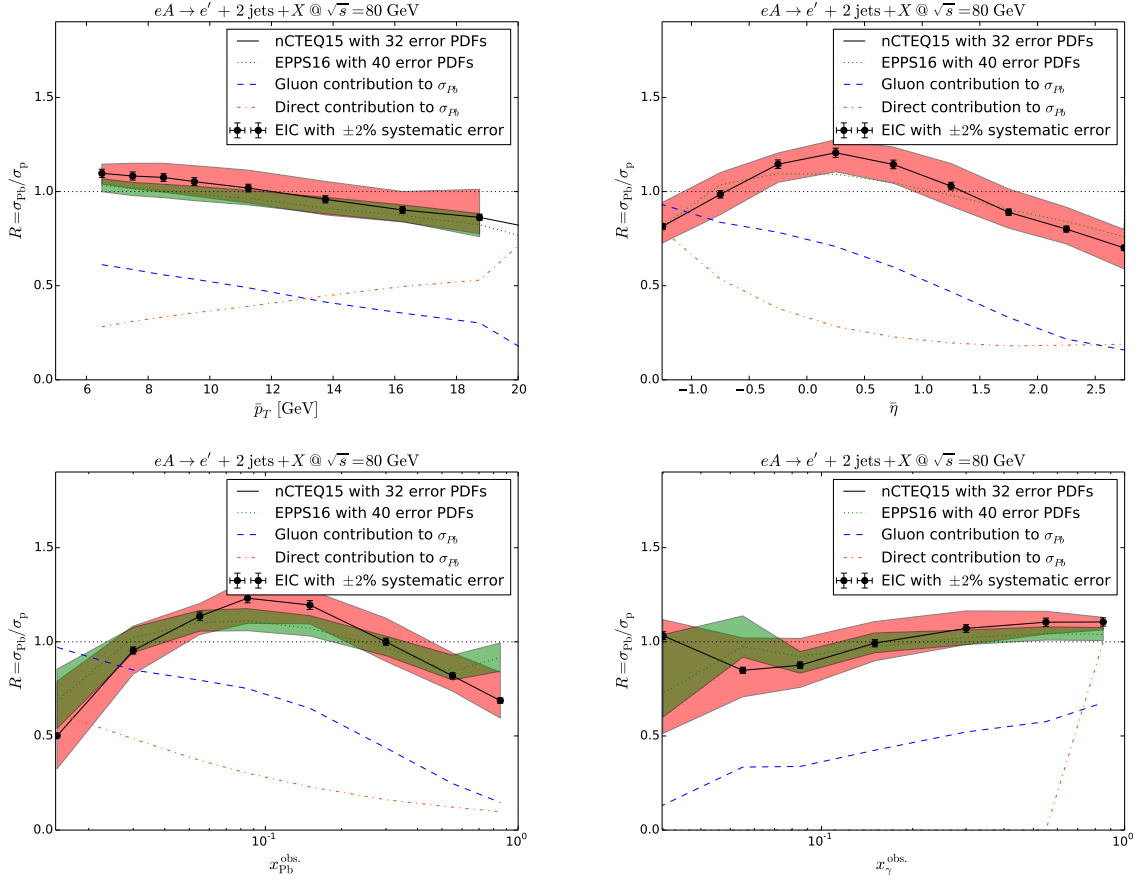 eA → e′ + 2 jets+X @ √s =80 GeV
nCTEQ15 with 32 error PDFs
EPPS16 with 40 error PDFs
Gluon contribution to σPb
Direct contribution to σPb
EIC with ±2% systematic error
R=σPb/σp
1.5
1.0
0.5
0.0
6 8 10 12 14 16 18 20
p̄T [GeV]
eA → e′ + 2 jets+X @ √s =80 GeV
nCTEQ15 with 32 error PDFs
EPPS16 with 40 error PDFs
Gluon contribution to σPb
Direct contribution to σPb
EIC with ±2% systematic error
R=σPb/σp
1.5
1.0
0.5
0.0
−1.0 −0.5 0.0 0.5 1.0 1.5 2.0 2.5
η̄
eA → e′ + 2 jets+X @ √s =80 GeV
nCTEQ15 with 32 error PDFs
EPPS16 with 40 error PDFs
Gluon contribution to σPb
Direct contribution to σPb
EIC with ±2% systematic error
R=σPb/σp
1.5
1.0
0.5
0.0
10⁻¹ 10⁰
xPb^obs.
eA → e′ + 2 jets+X @ √s =80 GeV
nCTEQ15 with 32 error PDFs
EPPS16 with 40 error PDFs
Gluon contribution to σPb
Direct contribution to σPb
EIC with ±2% systematic error
R=σPb/σp
1.5
1.0
0.5
0.0
10⁻¹ 10⁰
xγ^obs.